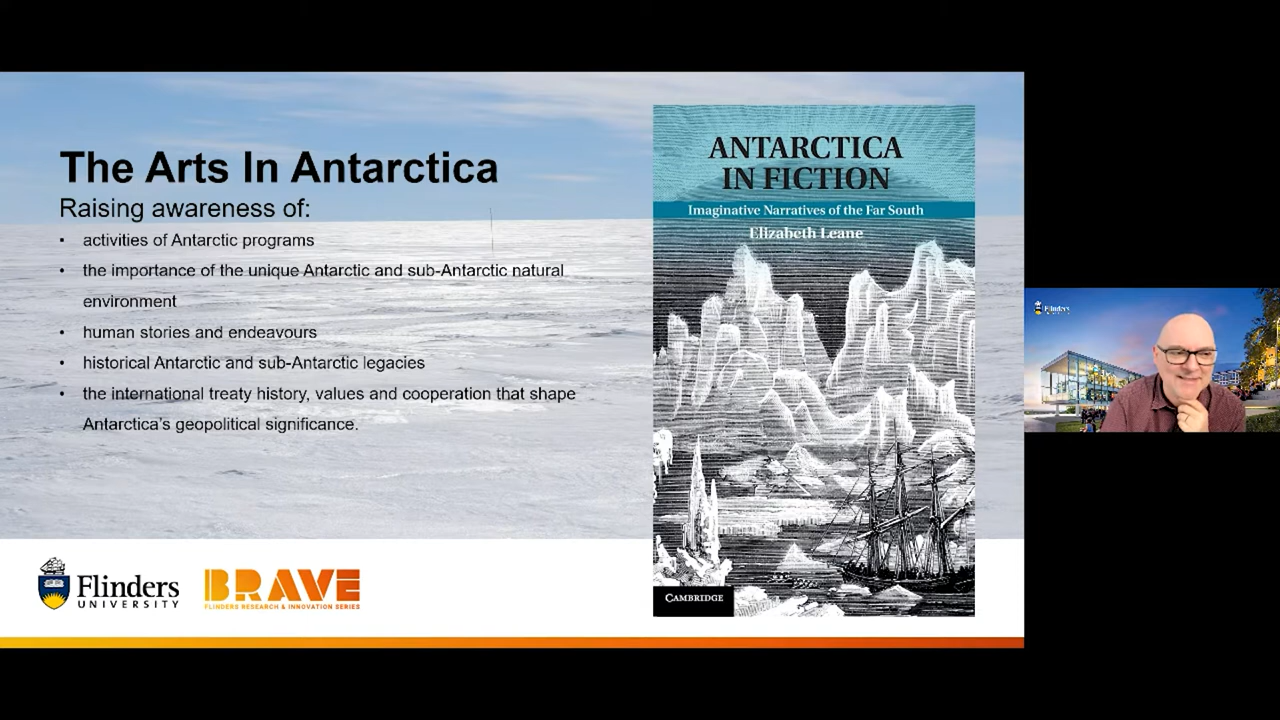 The Arts In Antarctica
Raising awareness of:
• activities of Antarctic programs
• the importance of the unique Antarctic and sub-Antarctic natural
environment
• human stories and endeavours
• historical Antarctic and sub-Antarctic legacies
• the international treaty history, values and cooperation that shape
Antarctica's geopolitical significance.
ANTARCTICA
IN FICTION
Imaginative Narratives of the Far South
Elizabeth Leane
CAMBRIDGE
Flinders
UNIVERSITY
BRAVE
FLINDERS RESEARCH & INNOVATION SERIES
Flinders